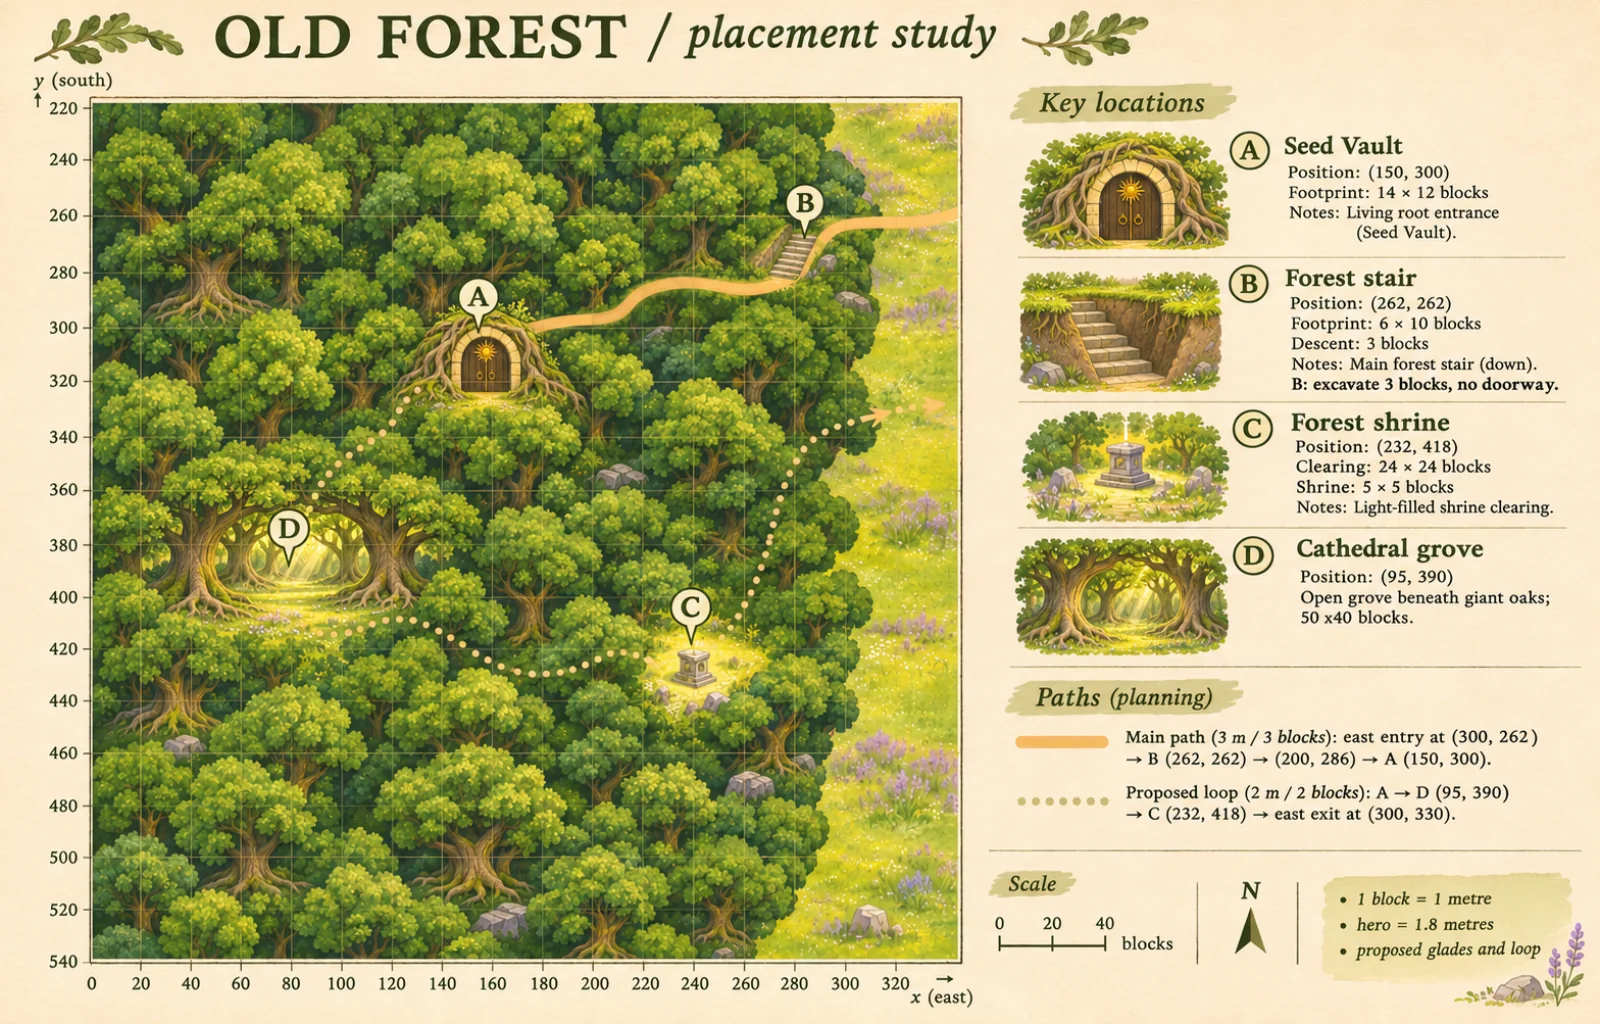 OLD FOREST / placement study
y (south)
↑
220
240
260
280
300
320
340
360
380
400
420
440
460
480
500
520
540
0 20 40 60 80 100 120 140 160 180 200 220 240 260 280 300 320
→
x (east)
A
B
C
D
Key locations
A Seed Vault
Position: (150, 300)
Footprint: 14 × 12 blocks
Notes: Living root entrance
(Seed Vault).
B Forest stair
Position: (262, 262)
Footprint: 6 × 10 blocks
Descent: 3 blocks
Notes: Main forest stair (down).
B: excavate 3 blocks, no doorway.
C Forest shrine
Position: (232, 418)
Clearing: 24 × 24 blocks
Shrine: 5 × 5 blocks
Notes: Light-filled shrine clearing.
D Cathedral grove
Position: (95, 390)
Open grove beneath giant oaks;
50 x40 blocks.
Paths (planning)
Main path (3 m / 3 blocks): east entry at (300, 262)
→ B (262, 262) → (200, 286) → A (150, 300).
Proposed loop (2 m / 2 blocks): A → D (95, 390)
→ C (232, 418) → east exit at (300, 330).
Scale
0 20 40
blocks
N
• 1 block = 1 metre
• hero = 1.8 metres
• proposed glades and loop